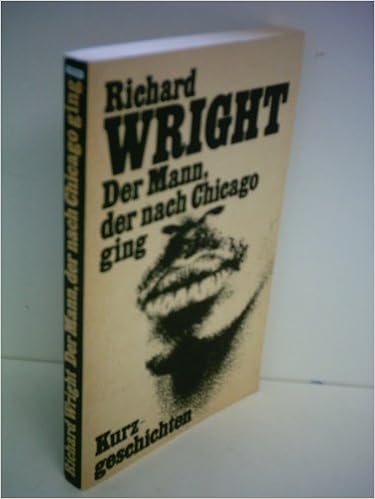 Richard
WRIGHT
Der Mann,
der nach Chicago
ging
Kurz-
geschichten
Richard Wright Der Mann, der nach Chicago ging